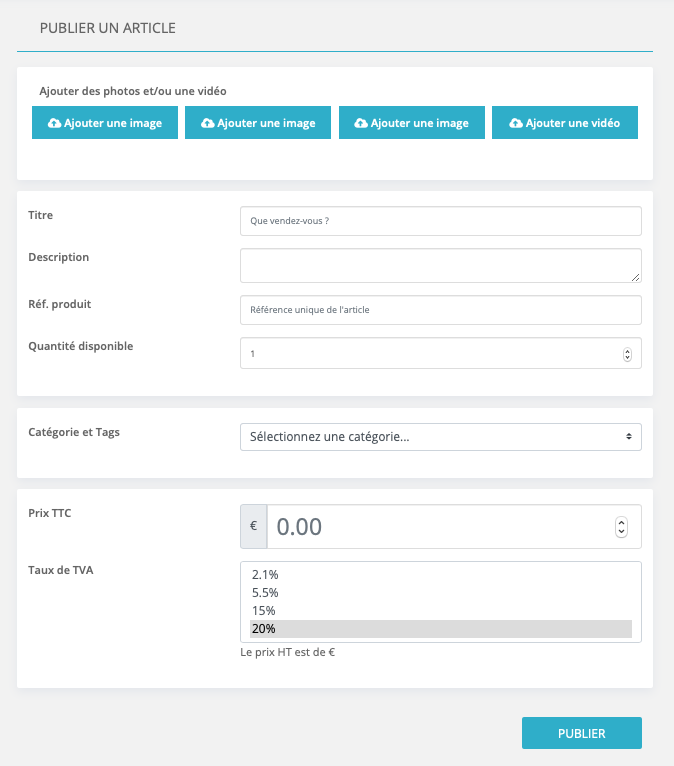 PUBLIER UN ARTICLE
Ajouter des photos et/ou une vidéo
Ajouter une image
Ajouter une image
Ajouter une image
Ajouter une vidéo
Titre
Que vendez-vous ?
Description
Réf. produit
Référence unique de l'article
Quantité disponible
1
Catégorie et Tags
Sélectionnez une catégorie...
Prix TTC
€
0.00
Taux de TVA
2.1%
5.5%
15%
20%
Le prix HT est de €
PUBLIER